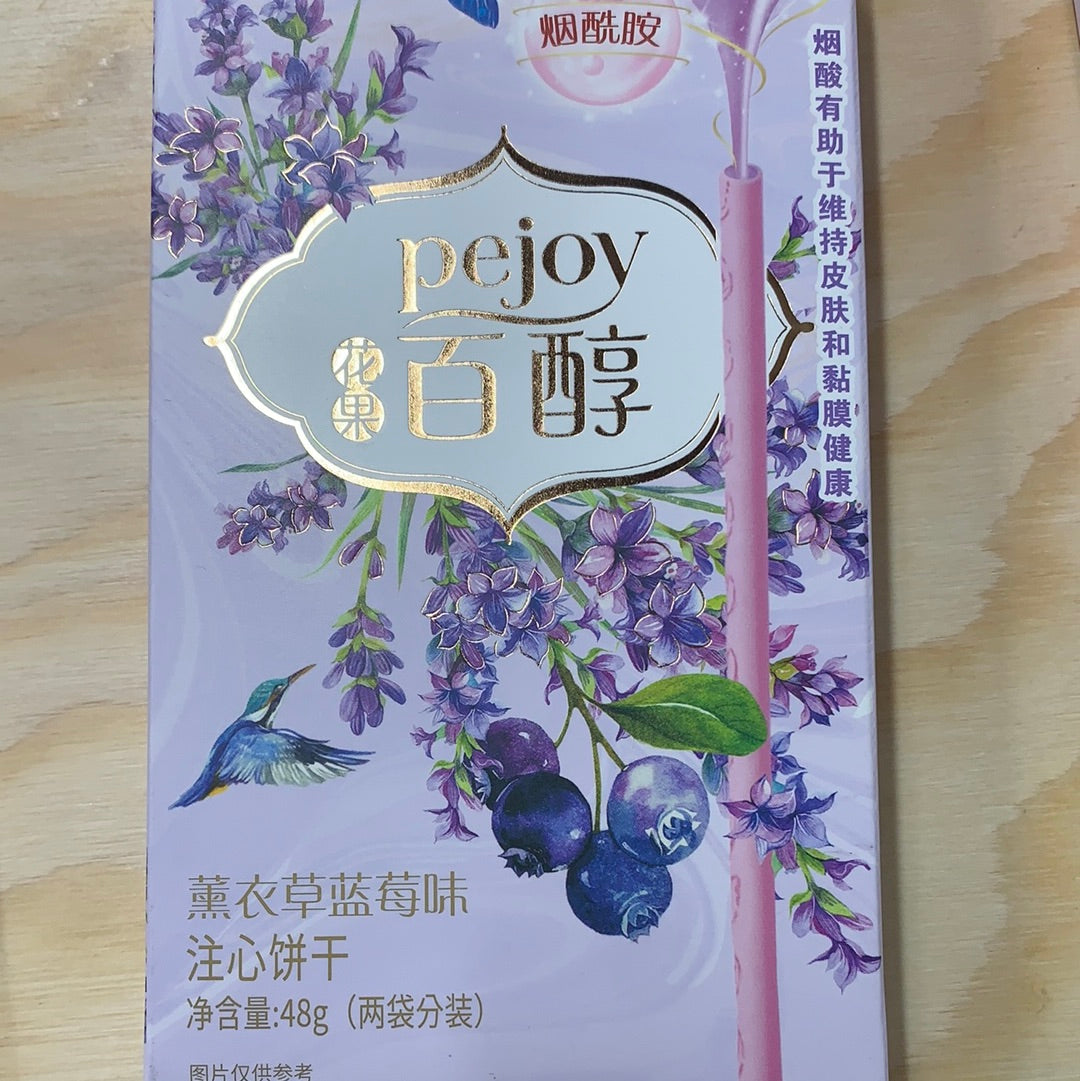 烟酰胺
烟酸有助于维持皮肤和黏膜健康
pejoy
花果
百醇
薰衣草蓝莓味
注心饼干
净含量:48g（两袋分装）
图片仅供参考